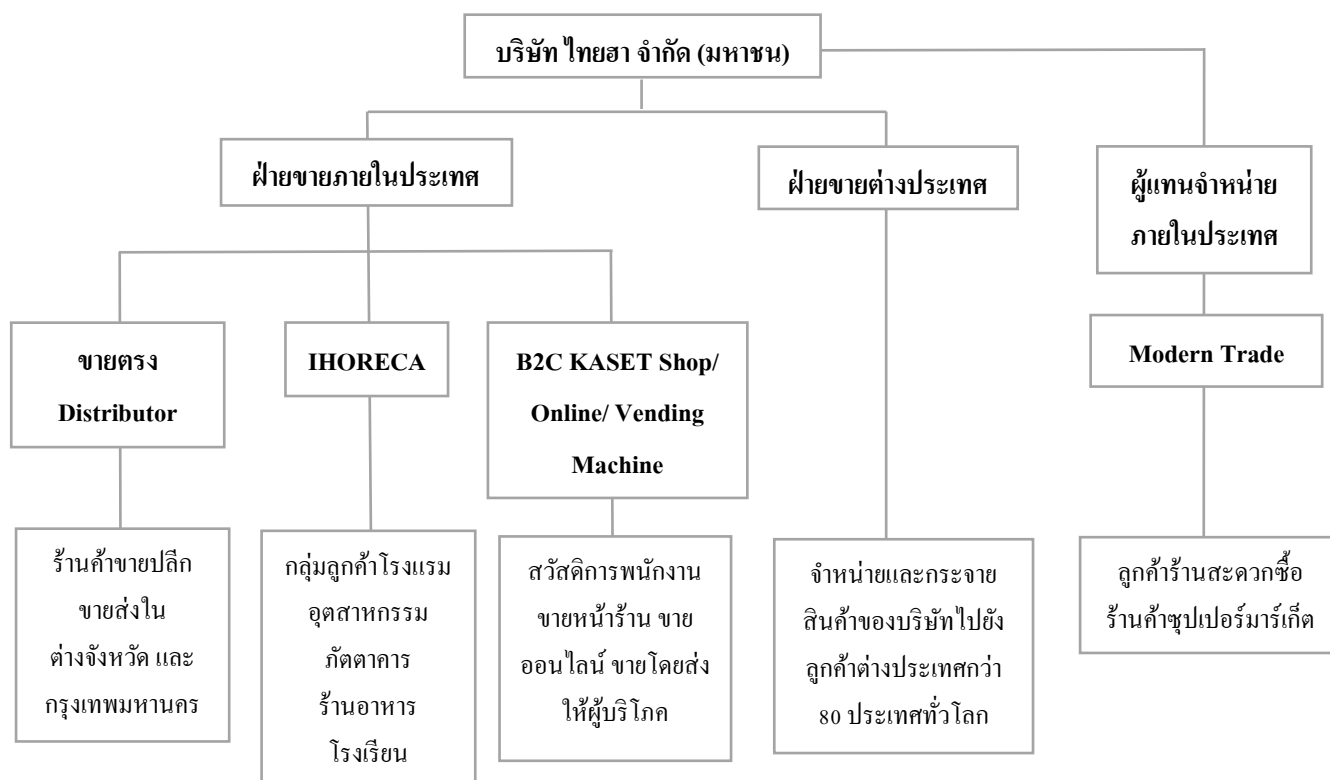 บริษัท ไทยฮา จำกัด (มหาชน)
ฝ่ายขายภายในประเทศ
ฝ่ายขายต่างประเทศ
ผู้แทนจำหน่าย
ภายในประเทศ
ขายตรง
Distributor
IHORECA
B2C KASET Shop/
Online/ Vending
Machine
Modern Trade
ร้านค้าขายปลีก
ขายส่งใน
ต่างจังหวัด และ
กรุงเทพมหานคร
กลุ่มลูกค้าโรงแรม
อุตสาหกรรม
ภัตตาคาร
ร้านอาหาร
โรงเรียน
สวัสดิการพนักงาน
ขายหน้าร้าน ขาย
ออนไลน์ ขายโดยส่ง
ให้ผู้บริโภค
จำหน่ายและกระจาย
สินค้าของบริษัทไปยัง
ลูกค้าต่างประเทศกว่า
80 ประเทศทั่วโลก
ลูกค้าร้านสะดวกซื้อ
ร้านค้าซุปเปอร์มาร์เก็ต